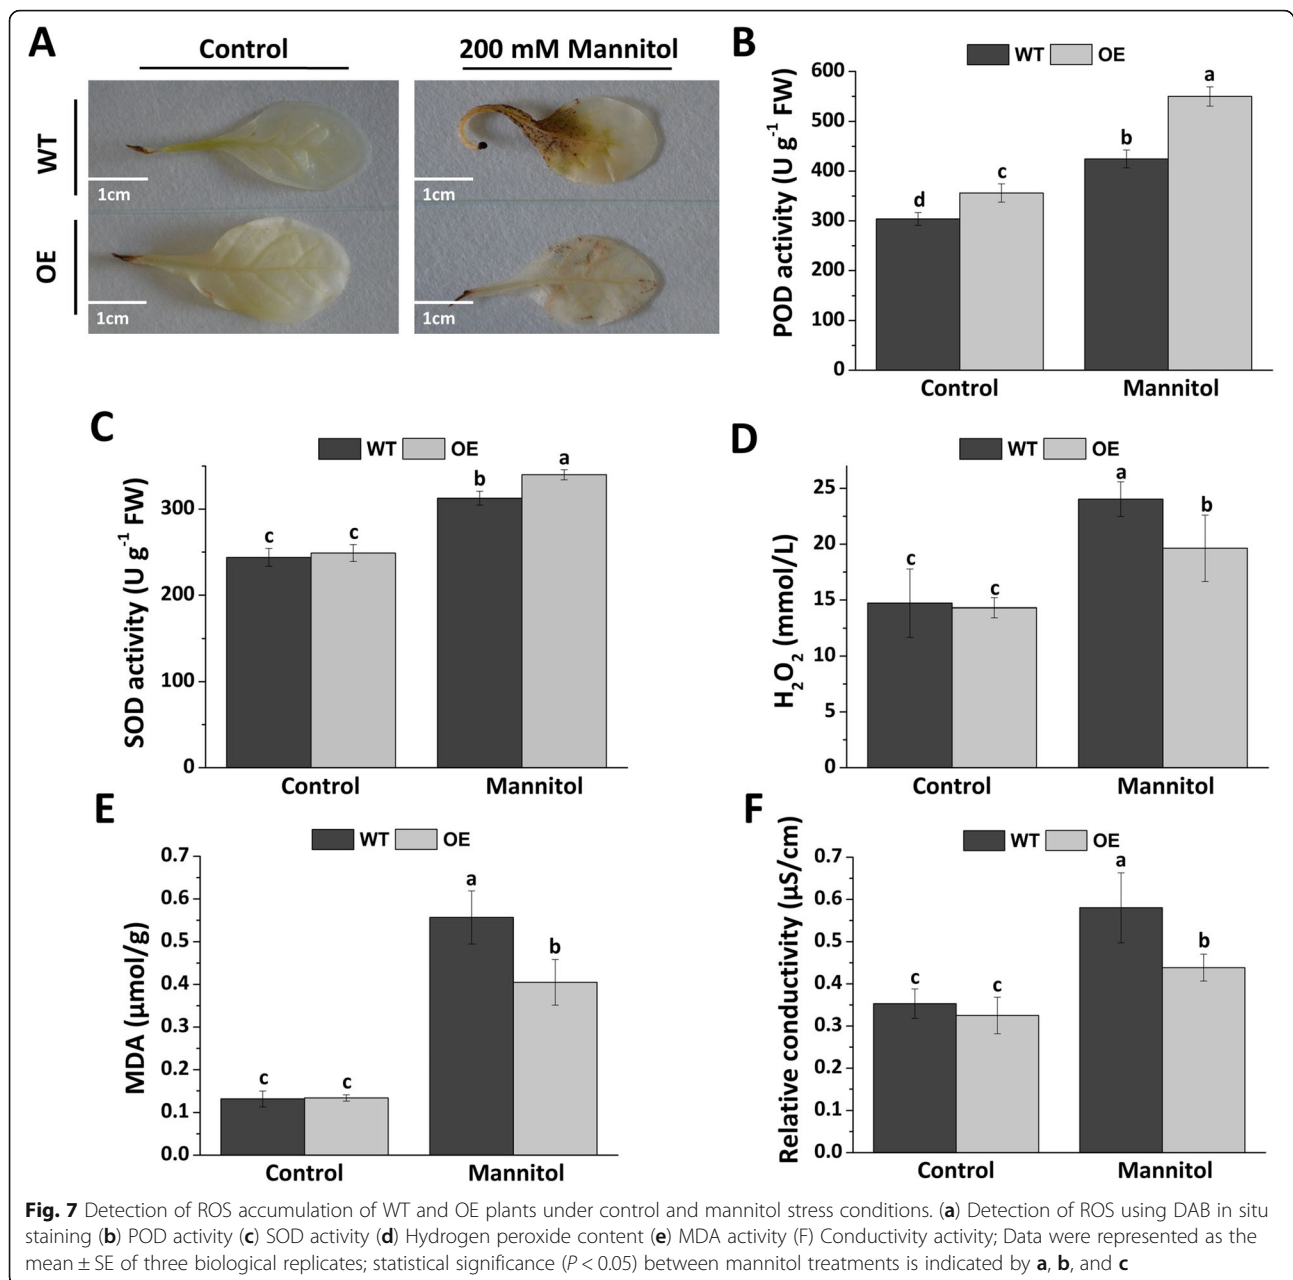 A
Control
200 mM Mannitol
WT
OE
1cm
1cm
1cm
1cm
B
WT
OE
POD activity (U g⁻¹ FW)
600
500
400
300
200
100
0
d
c
b
a
Control
Mannitol
C
WT
OE
SOD activity (U g⁻¹ FW)
300
200
100
0
c
c
b
a
Control
Mannitol
D
WT
OE
H₂O₂ (mmol/L)
25
20
15
10
5
0
c
c
a
b
Control
Mannitol
E
WT
OE
MDA (μmol/g)
0.7
0.6
0.5
0.4
0.3
0.2
0.1
0.0
c
c
a
b
Control
Mannitol
F
WT
OE
Relative conductivity (μS/cm)
0.7
0.6
0.5
0.4
0.3
0.2
0.1
0.0
c
c
a
b
Control
Mannitol
Fig. 7 Detection of ROS accumulation of WT and OE plants under control and mannitol stress conditions. (a) Detection of ROS using DAB in situ
staining (b) POD activity (c) SOD activity (d) Hydrogen peroxide content (e) MDA activity (F) Conductivity activity; Data were represented as the
mean ± SE of three biological replicates; statistical significance (P < 0.05) between mannitol treatments is indicated by a, b, and c